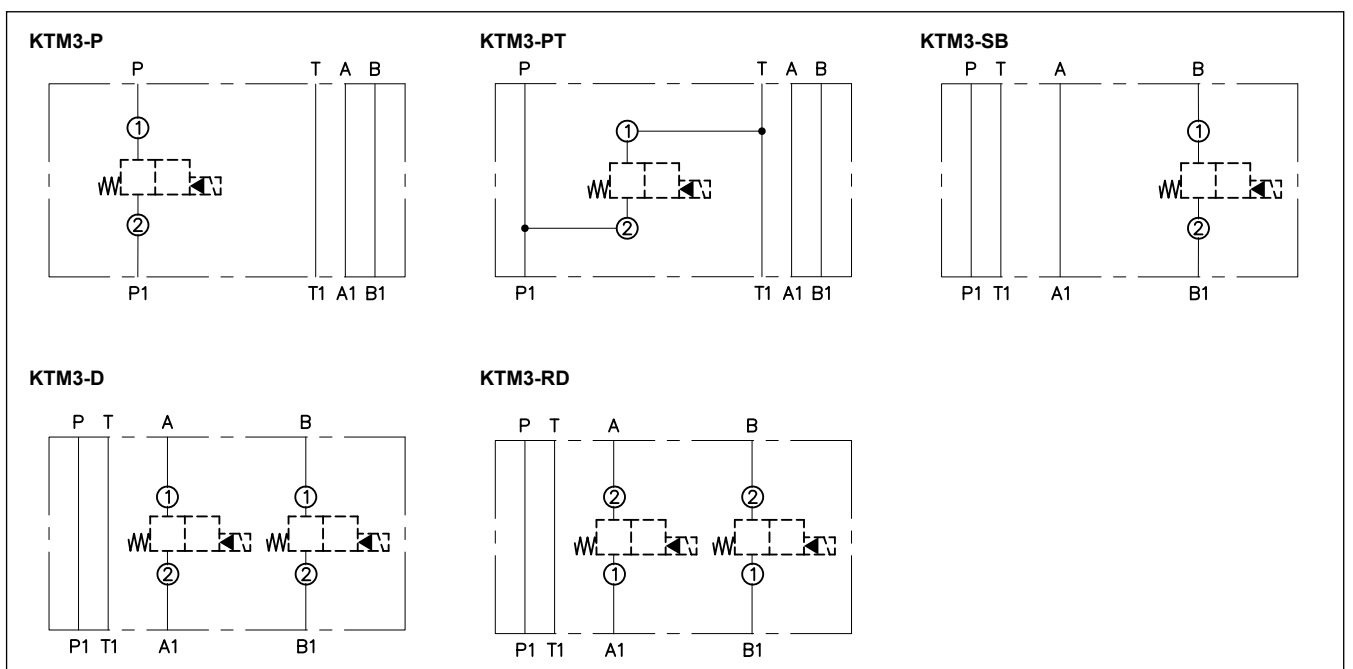 KTM3-P
KTM3-PT
KTM3-SB
P T A B
P T A B
P T A B
1
1
1
2
2
2
P1 T1 A1 B1
P1 T1 A1 B1
P1 T1 A1 B1
KTM3-D
KTM3-RD
P T A B
P T A B
1 1
2 2
2 2
1 1
P1 T1 A1 B1
P1 T1 A1 B1